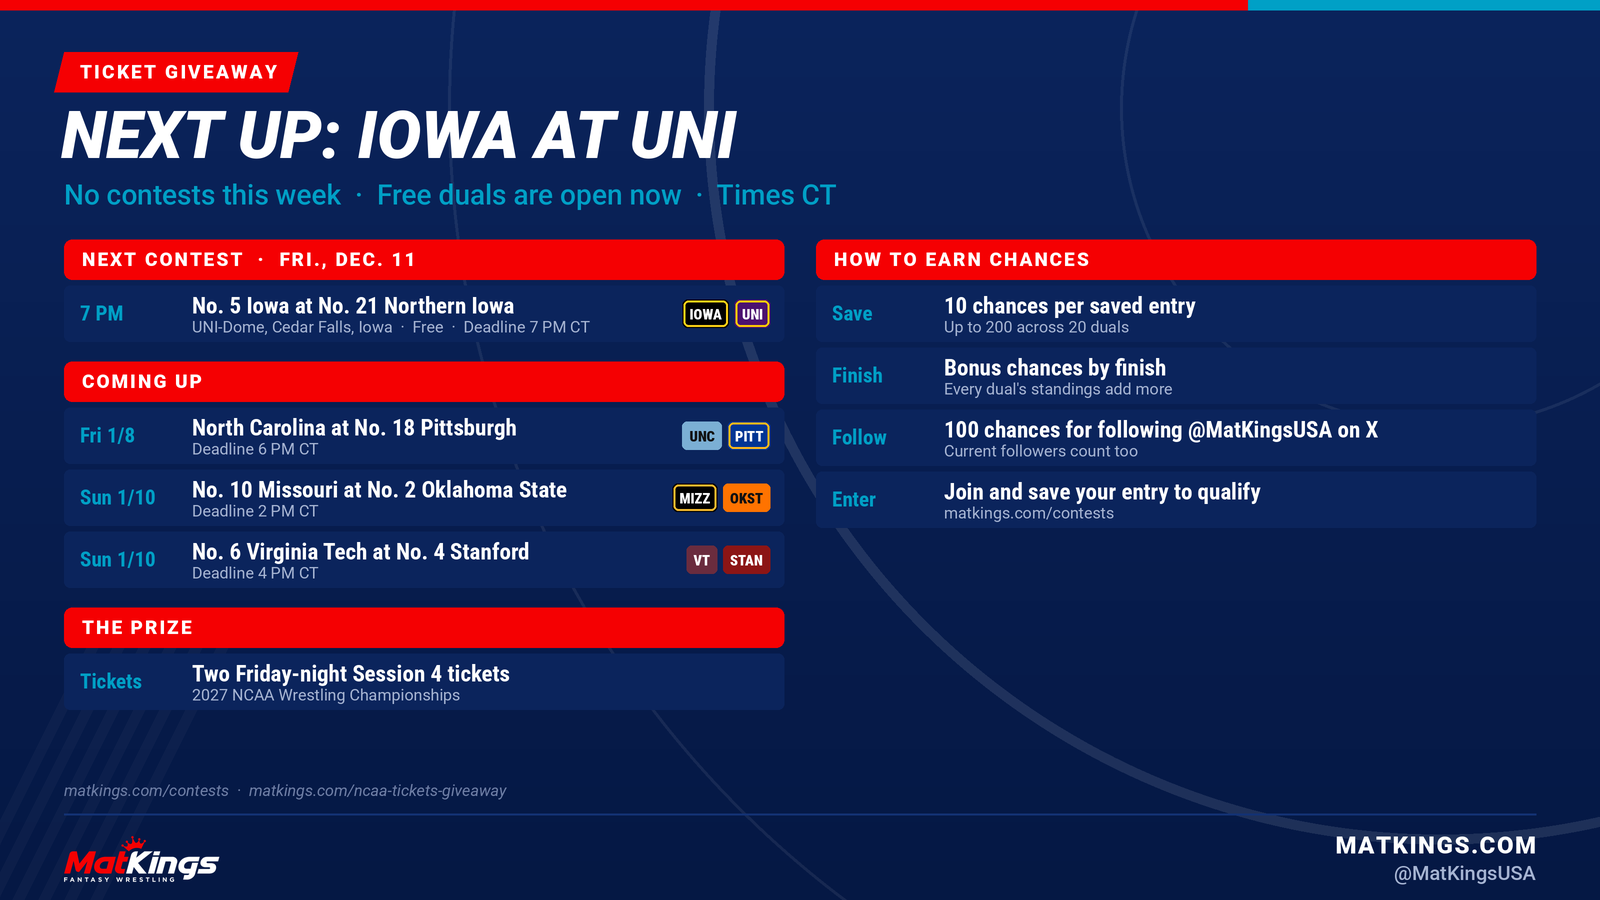 TICKET GIVEAWAY
NEXT UP: IOWA AT UNI
No contests this week · Free duals are open now · Times CT
NEXT CONTEST · FRI., DEC. 11
7 PM
No. 5 Iowa at No. 21 Northern Iowa
UNI-Dome, Cedar Falls, Iowa · Free · Deadline 7 PM CT
IOWA
UNI
COMING UP
Fri 1/8
North Carolina at No. 18 Pittsburgh
Deadline 6 PM CT
UNC
PITT
Sun 1/10
No. 10 Missouri at No. 2 Oklahoma State
Deadline 2 PM CT
MIZZ
OKST
Sun 1/10
No. 6 Virginia Tech at No. 4 Stanford
Deadline 4 PM CT
VT
STAN
THE PRIZE
Tickets
Two Friday-night Session 4 tickets
2027 NCAA Wrestling Championships
HOW TO EARN CHANCES
Save
10 chances per saved entry
Up to 200 across 20 duals
Finish
Bonus chances by finish
Every dual's standings add more
Follow
100 chances for following @MatKingsUSA on X
Current followers count too
Enter
Join and save your entry to qualify
matkings.com/contests
matkings.com/contests · matkings.com/ncaa-tickets-giveaway
MatKings
FANTASY WRESTLING
MATKINGS.COM
@MatKingsUSA